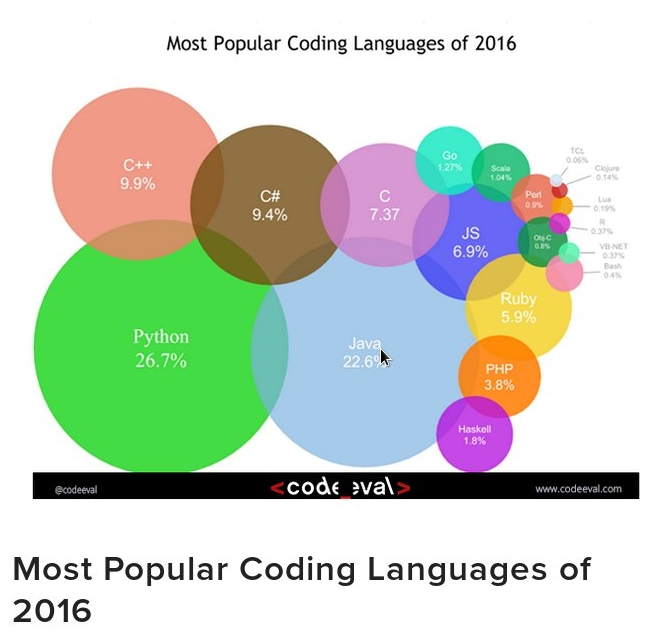 Most Popular Coding Languages of 2016
C++
9.9%
C#
9.4%
C
7.37
Go
1.27%
Scala
1.04%
TCL
0.06%
Clojure
0.14%
Perl
0.9%
Lua
0.19%
R
0.37%
JS
6.9%
Obj-C
0.8%
VB-NET
0.37%
Bash
0.4%
Ruby
5.9%
Python
26.7%
Java
22.6%
PHP
3.8%
Haskell
1.8%
@codeeval
<code_eval>
www.codeeval.com
Most Popular Coding Languages of
2016